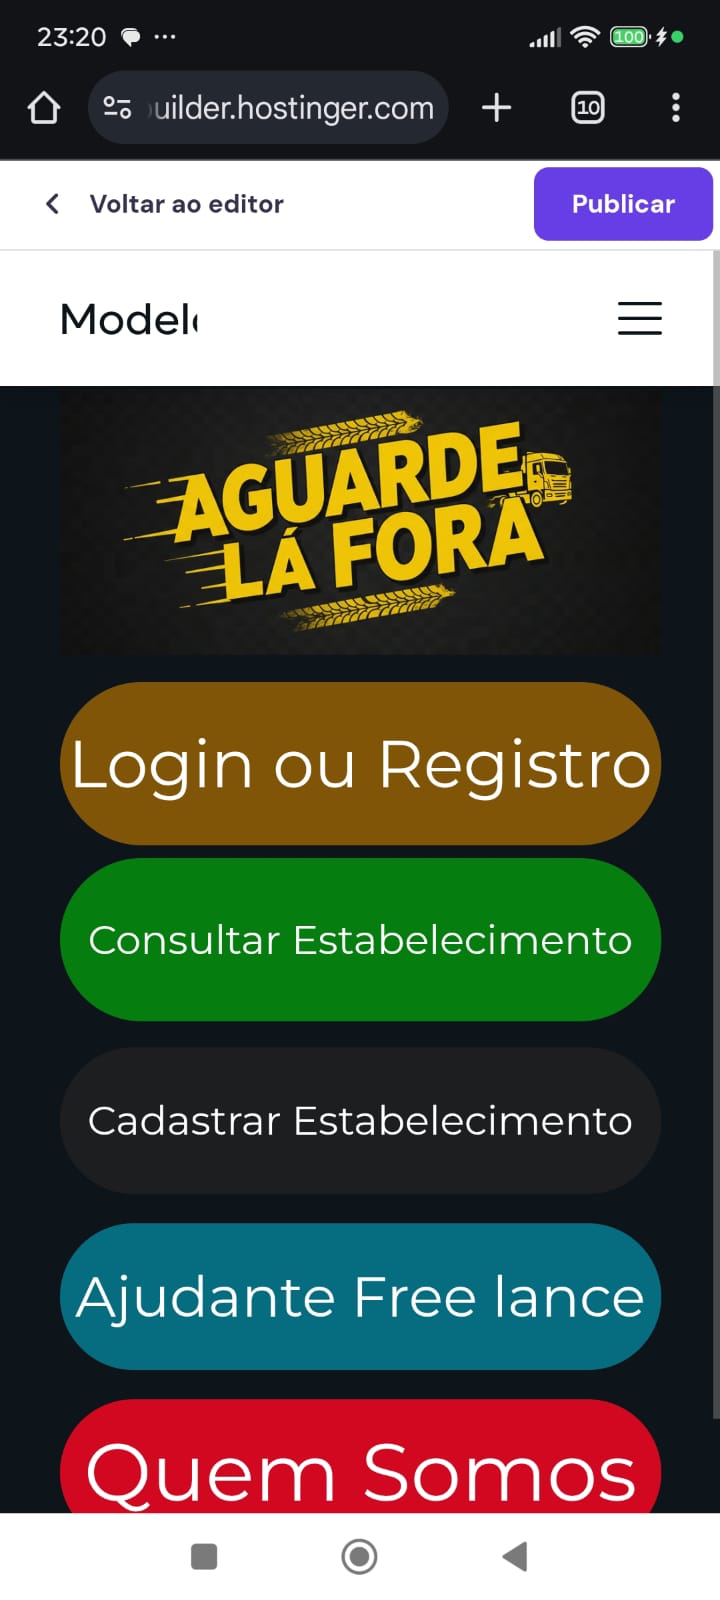 23:20
100
uilder.hostinger.com
10
Voltar ao editor
Publicar
Model
AGUARDE
LÁ FORA
Login ou Registro
Consultar Estabelecimento
Cadastrar Estabelecimento
Ajudante Free lance
Quem Somos